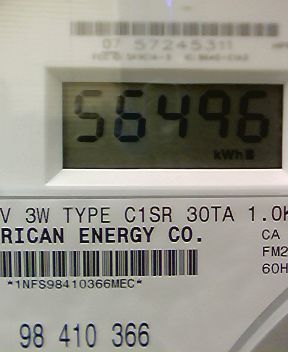 07 57245311
56496
kWh
V 3W TYPE C1SR 30TA 1.0K
RICAN ENERGY CO.
CA
FM2
60H
*1NFS98410366MEC*
98 410 366